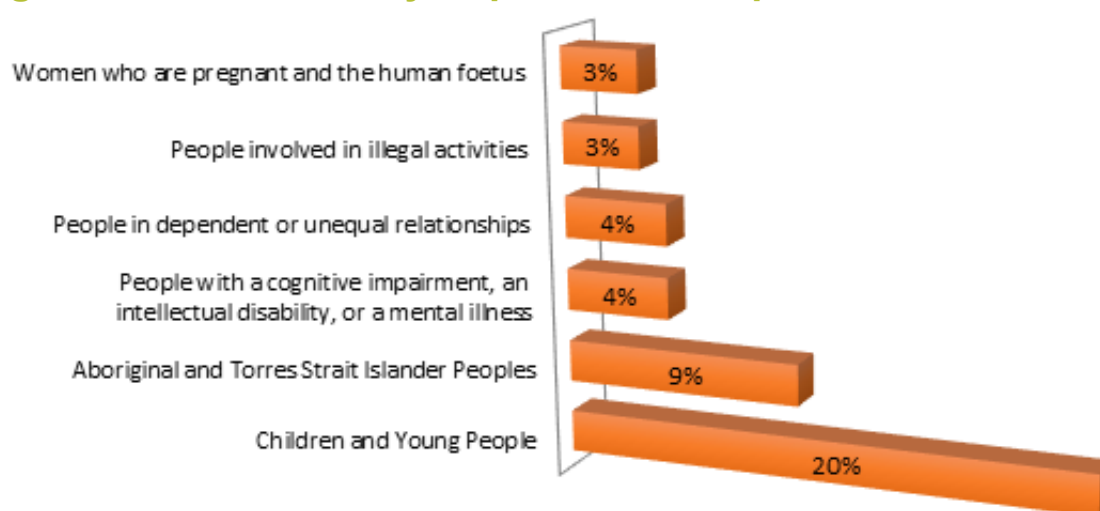 Women who are pregnant and the human foetus
3%
People involved in illegal activities
3%
People in dependent or unequal relationships
4%
People with a cognitive impairment, an
intellectual disability, or a mental illness
4%
Aboriginal and Torres Strait Islander Peoples
9%
Children and Young People
20%